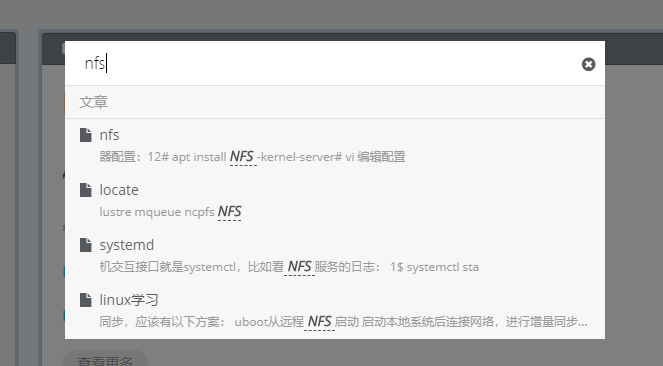 nfs
文章
nfs
器配置：12# apt install NFS-kernel-server# vi 编辑配置
locate
lustre mqueue ncpfs NFS
systemd
机交互接口就是systemctl，比如看 NFS 服务的日志： 1$ systemctl sta
linux学习
同步，应该有以下方案： uboot从远程 NFS 启动 启动本地系统后连接网络，进行增量同步...
查看更多